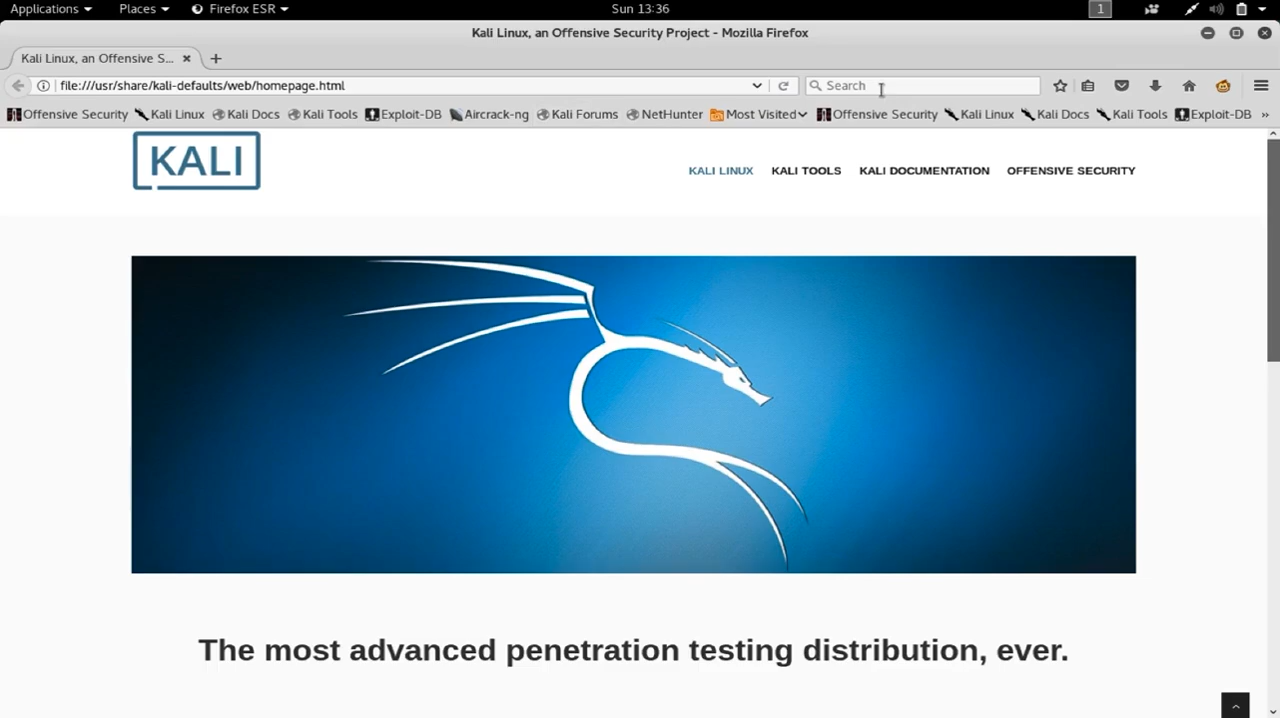 Applications Places Firefox ESR Sun 13:36 1
Kali Linux, an Offensive Security Project - Mozilla Firefox
Kali Linux, an Offensive S... × +
file:///usr/share/kali-defaults/web/homepage.html Search
Offensive Security Kali Linux Kali Docs Kali Tools Exploit-DB Aircrack-ng Kali Forums NetHunter Most Visited Offensive Security Kali Linux Kali Docs Kali Tools Exploit-DB »
KALI
KALI LINUX KALI TOOLS KALI DOCUMENTATION OFFENSIVE SECURITY
The most advanced penetration testing distribution, ever.